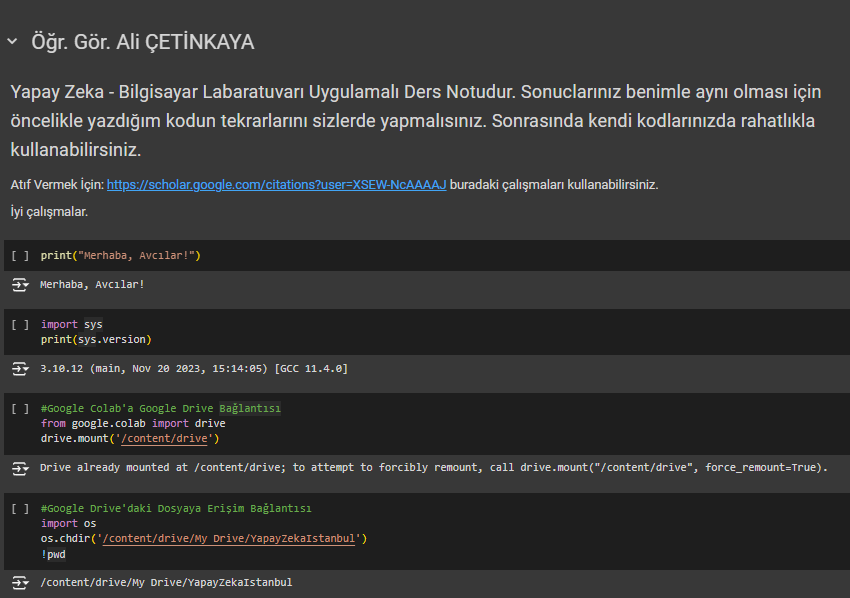 Öğr. Gör. Ali ÇETİNKAYA
Yapay Zeka - Bilgisayar Labaratuvarı Uygulamalı Ders Notudur. Sonuclarınız benimle aynı olması için
öncelikle yazdığım kodun tekrarlarını sizlerde yapmalısınız. Sonrasında kendi kodlarınızda rahatlıkla
kullanabilirsiniz.
Atıf Vermek İçin: https://scholar.google.com/citations?user=XSEW-NcAAAAJ buradaki çalışmaları kullanabilirsiniz.
İyi çalışmalar.
[ ] print("Merhaba, Avcılar!")
Merhaba, Avcılar!
[ ] import sys
print(sys.version)
3.10.12 (main, Nov 20 2023, 15:14:05) [GCC 11.4.0]
[ ] #Google Colab'a Google Drive Bağlantısı
from google.colab import drive
drive.mount('/content/drive')
Drive already mounted at /content/drive; to attempt to forcibly remount, call drive.mount("/content/drive", force_remount=True).
[ ] #Google Drive'daki Dosyaya Erişim Bağlantısı
import os
os.chdir('/content/drive/My Drive/YapayZekaIstanbul')
!pwd
/content/drive/My Drive/YapayZekaIstanbul